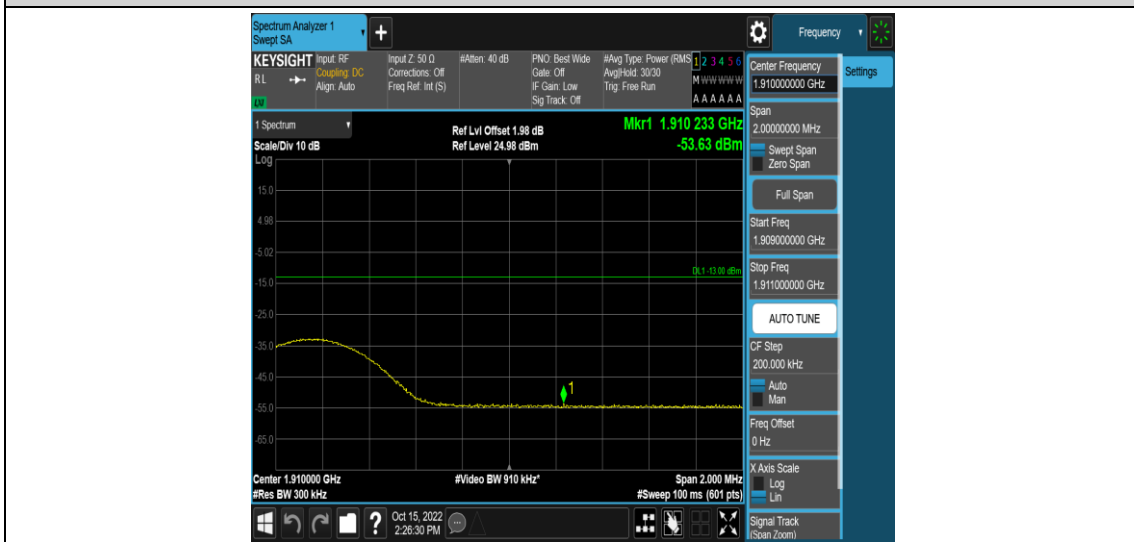 Spectrum Analyzer 1
Swept SA
Frequency
KEYSIGHT
RL
Input: RF
Coupling: DC
Align: Auto
Input Z: 50 Ω
Corrections: Off
Freq Ref: Int (S)
#Atten: 40 dB
PNO: Best Wide
Gate: Off
IF Gain: Low
Sig Track: Off
#Avg Type: Power (RMS
Avg|Hold: 30/30
Trig: Free Run
1 2 3 4 5 6
M W W W W W
A A A A A A
Center Frequency
1.910000000 GHz
Settings
Span
2.00000000 MHz
Swept Span
Zero Span
Full Span
Start Freq
1.909000000 GHz
Stop Freq
1.911000000 GHz
AUTO TUNE
CF Step
200.000 kHz
Auto
Man
Freq Offset
0 Hz
X Axis Scale
Log
Lin
Signal Track
(Span Zoom)
1 Spectrum
Scale/Div 10 dB
Ref Lvl Offset 1.98 dB
Ref Level 24.98 dBm
Mkr1 1.910 233 GHz
-53.63 dBm
Log
15.0
4.98
-5.02
DL1 -13.00 dBm
-15.0
-25.0
-35.0
-45.0
1
-55.0
-65.0
Center 1.910000 GHz
#Video BW 910 kHz*
Span 2.000 MHz
#Res BW 300 kHz
#Sweep 100 ms (601 pts)
?
Oct 15, 2022
2:26:30 PM